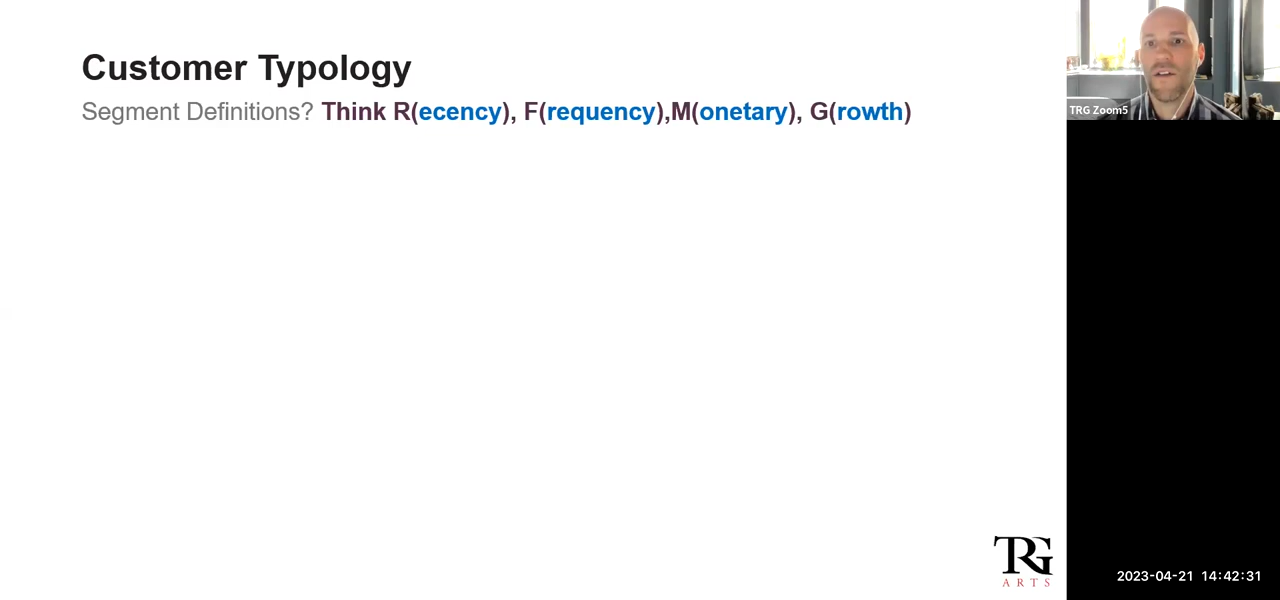 Customer Typology
Segment Definitions? Think R(ecency), F(requency),M(onetary), G(rowth)
TRG Zoom5
TRG
ARTS
2023-04-21 14:42:31